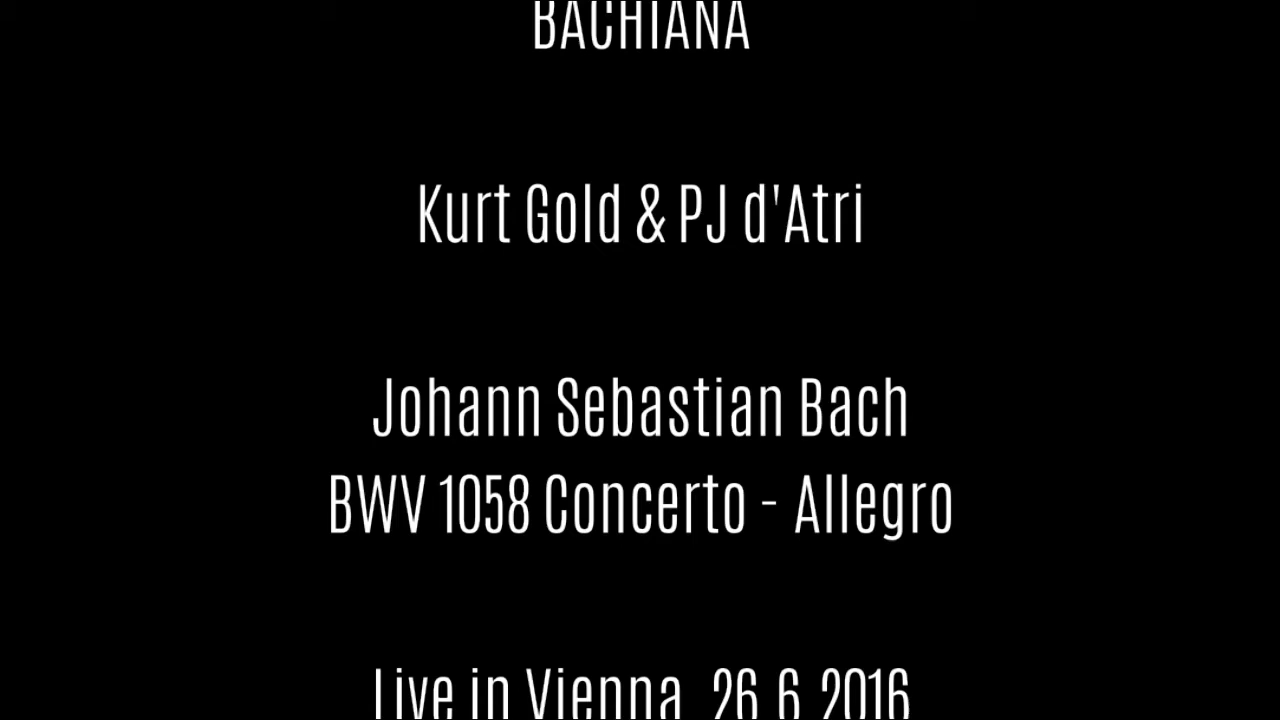 BACHIANA
Kurt Gold & PJ d'Atri
Johann Sebastian Bach
BWV 1058 Concerto - Allegro
Live in Vienna, 26.6.2016